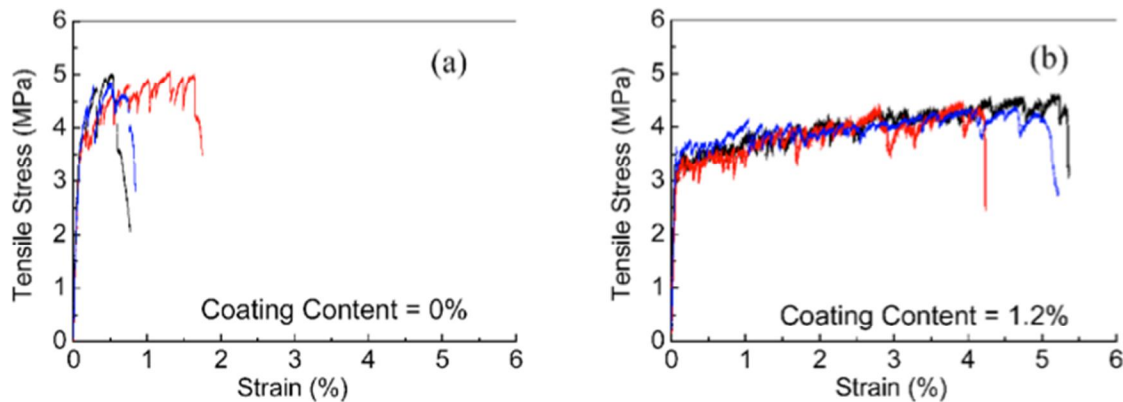 (a)
Tensile Stress (MPa)
6
5
4
3
2
1
0
Coating Content = 0%
0 1 2 3 4 5 6
Strain (%)
(b)
Tensile Stress (MPa)
6
5
4
3
2
1
0
Coating Content = 1.2%
0 1 2 3 4 5 6
Strain (%)